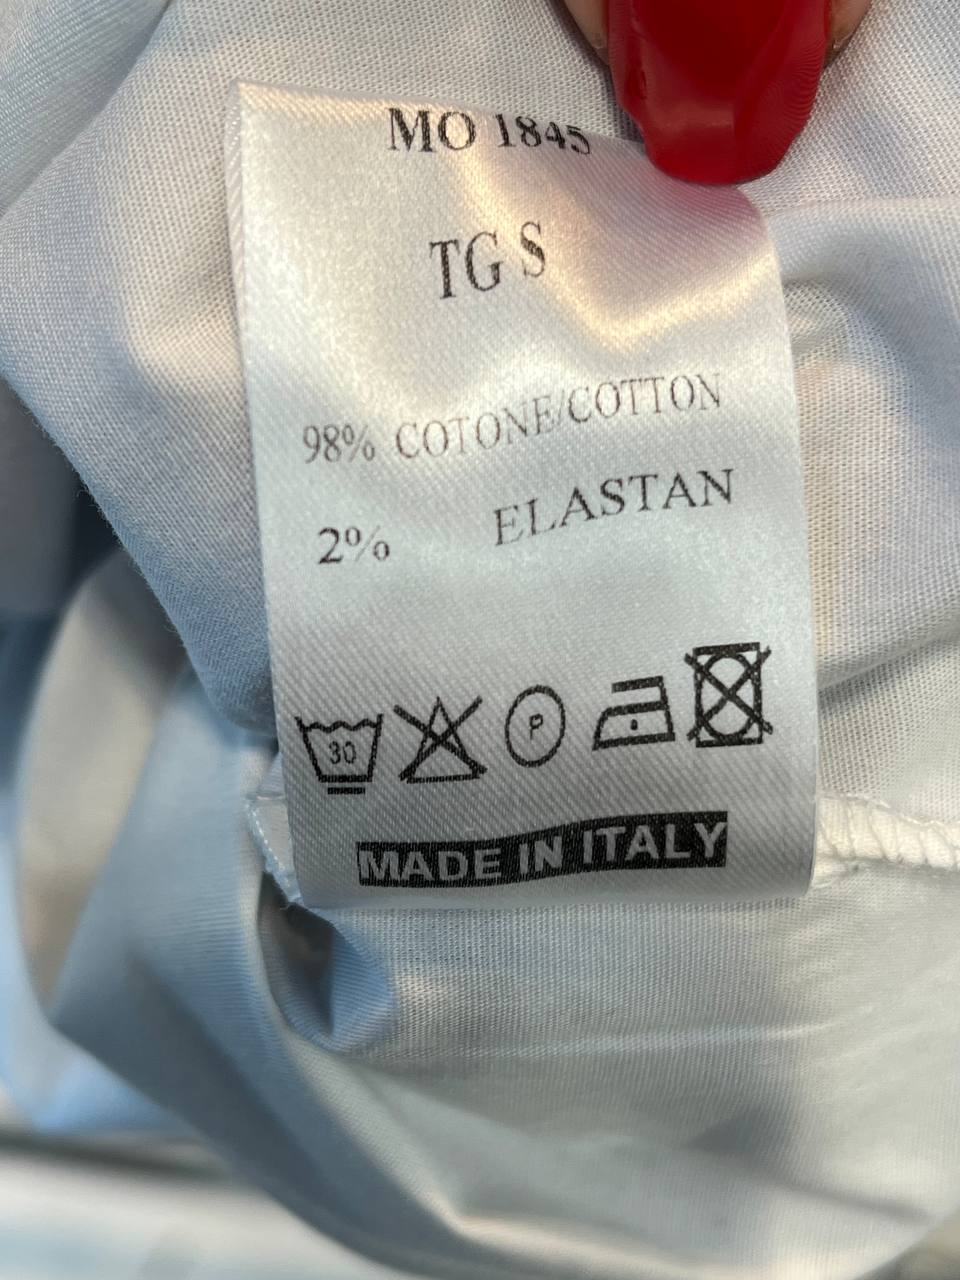 MO 1845
TG S
98% COTONE/COTTON
2% ELASTAN
30 P
MADE IN ITALY